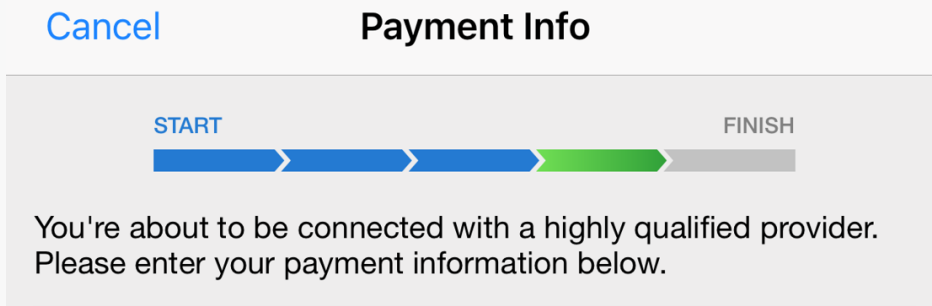 Cancel
Payment Info
START
FINISH
You're about to be connected with a highly qualified provider.
Please enter your payment information below.